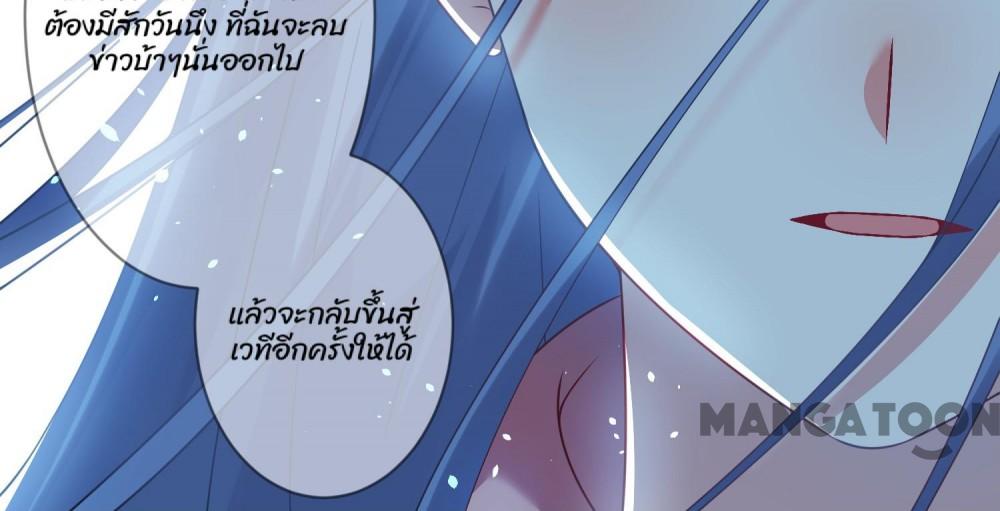 ต้องมีสักวันนึง ที่ฉันจะลบ
ข่าวบ้าๆนั่นออกไป
แล้วจะกลับขึ้นสู่
เวทีอีกครั้งให้ได้
MANGATOON